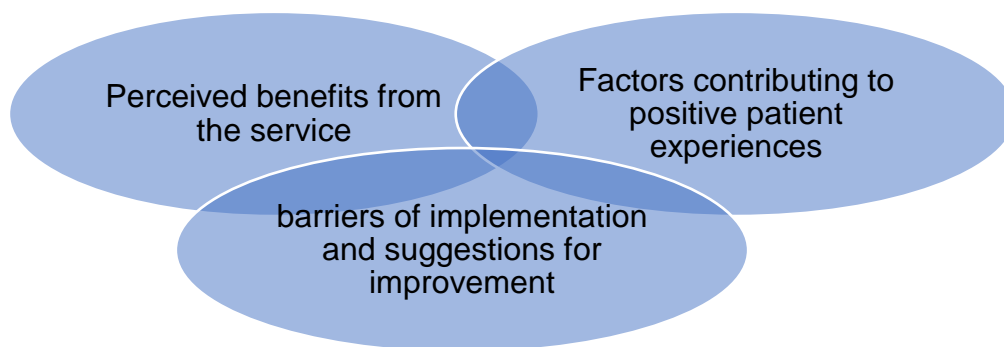 Perceived benefits from
the service
Factors contributing to
positive patient
experiences
barriers of implementation
and suggestions for
improvement